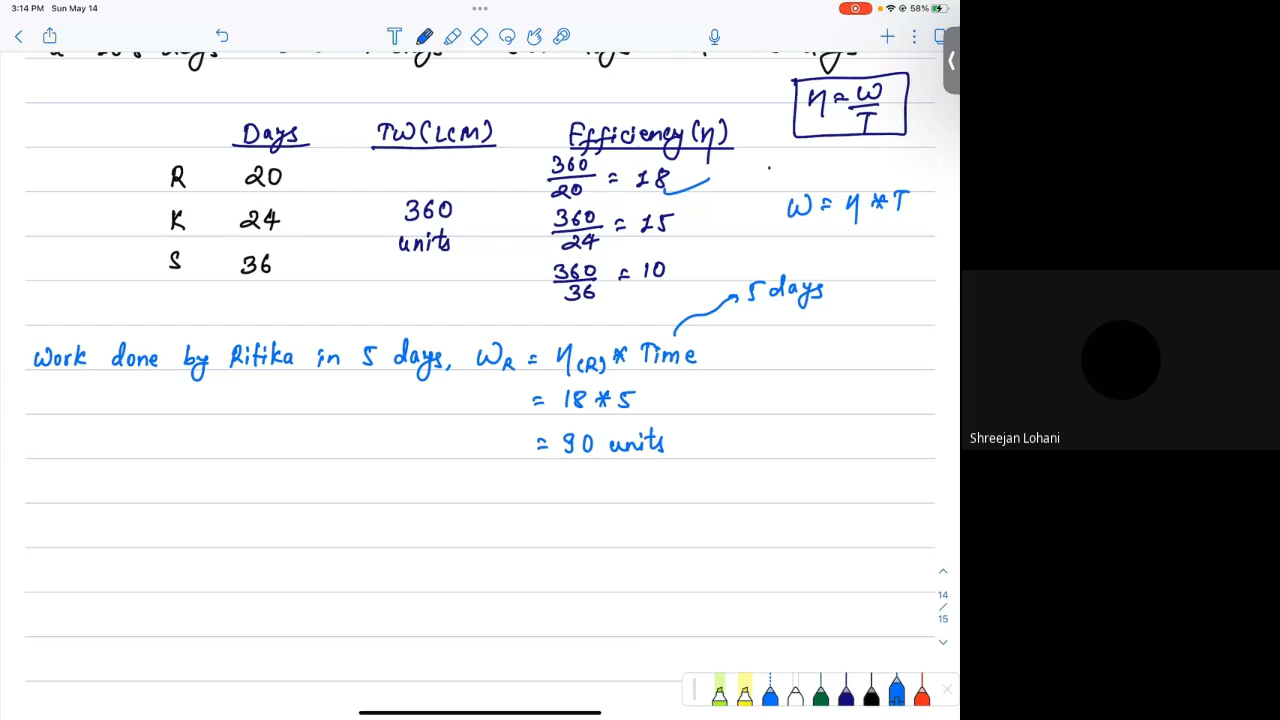 3:14 PM Sun May 14
58%
days
η = W/T
Days TW(LCM) Efficiency(η)
R 20 360/20 = 18
W = η * T
K 24 360 units 360/24 = 15
S 36 360/36 = 10
5 days
Work done by Ritika in 5 days, WR = η(R) * Time
= 18 * 5
= 90 units
Shreejan Lohani
14
/
15